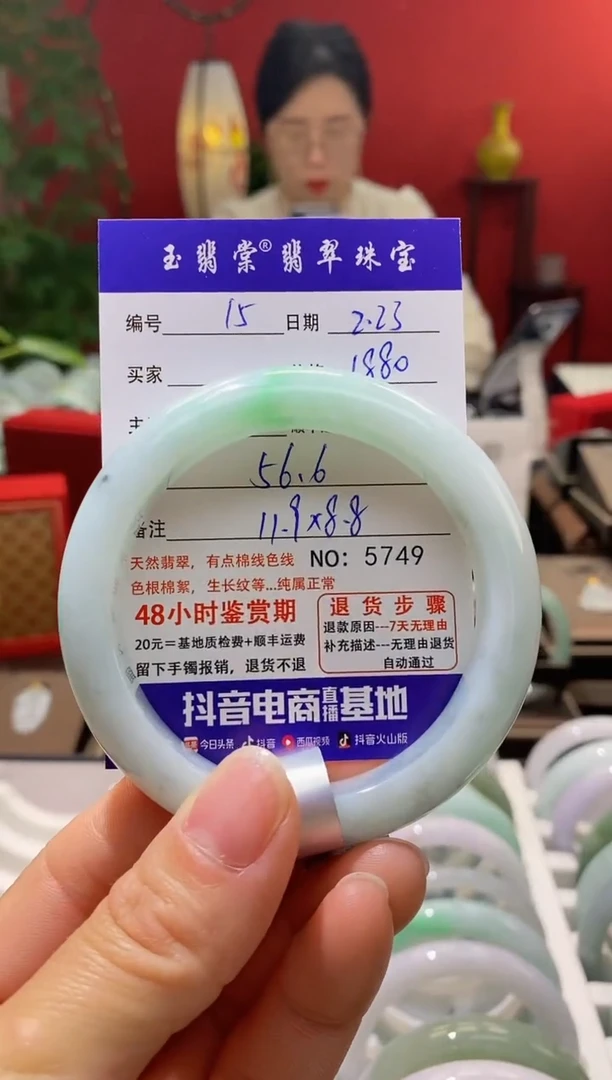 玉翡棠®翡翠珠宝
编号 15 日期 2.23
买家 1880
56.6
备注 11.9×8.8
天然翡翠，有点棉线色线 NO: 5749
色根棉絮，生长纹等...纯属正常
48小时鉴赏期
20元=基地质检费+顺丰运费
留下手镯报销，退货不退
退货步骤
退款原因---7天无理由
补充描述---无理由退货
自动通过
抖音电商直播基地
今日头条 抖音 西瓜视频 抖音火山版